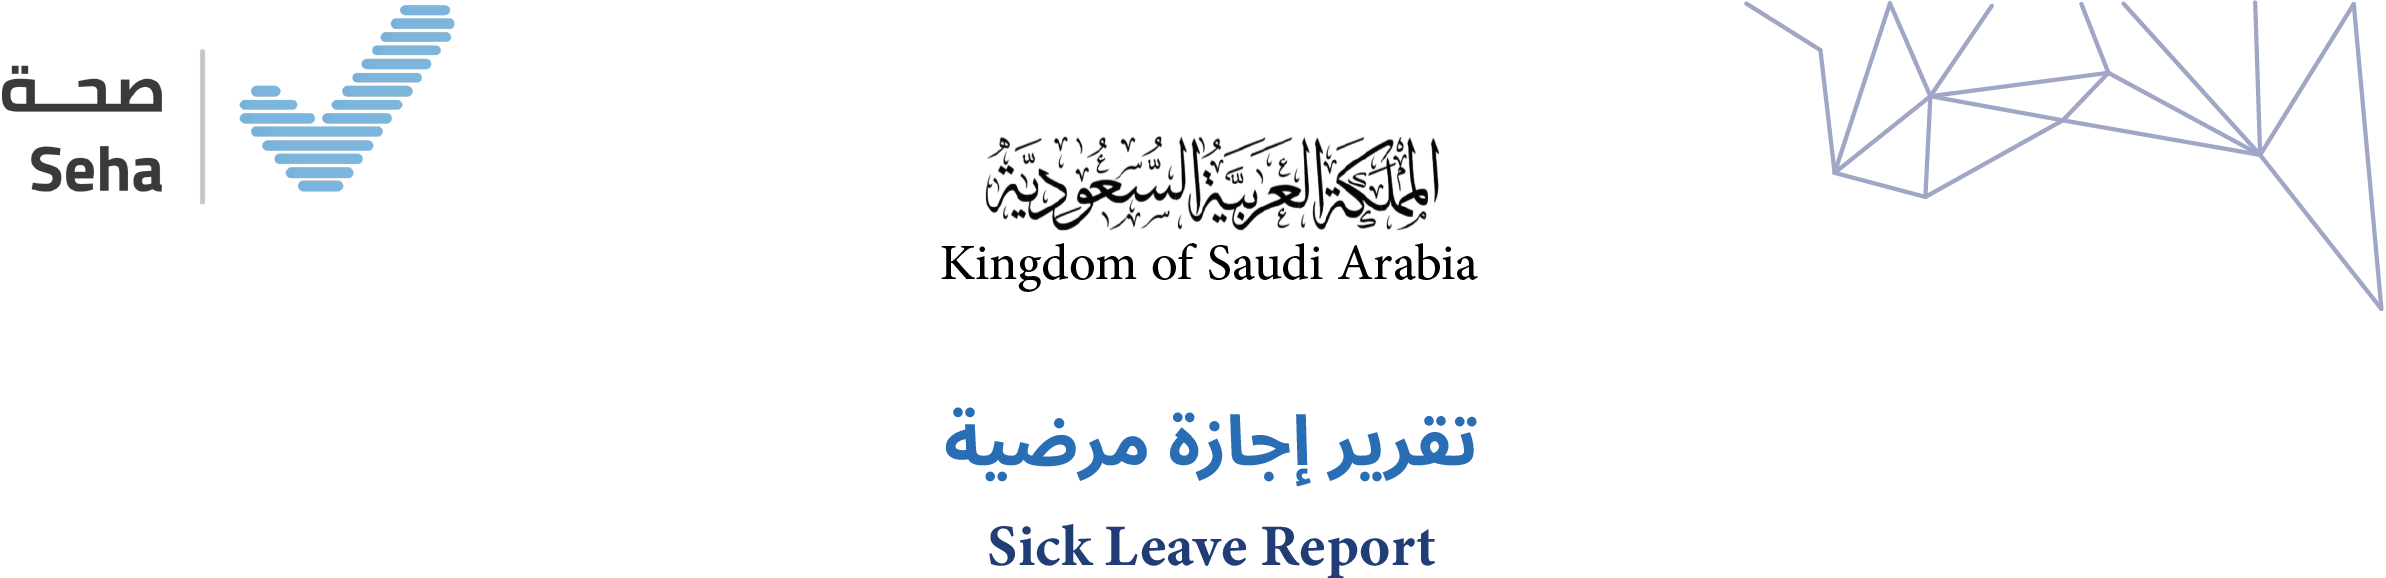 صحة
Seha
المملكة العربية السعودية
Kingdom of Saudi Arabia
تقرير إجازة مرضية
Sick Leave Report